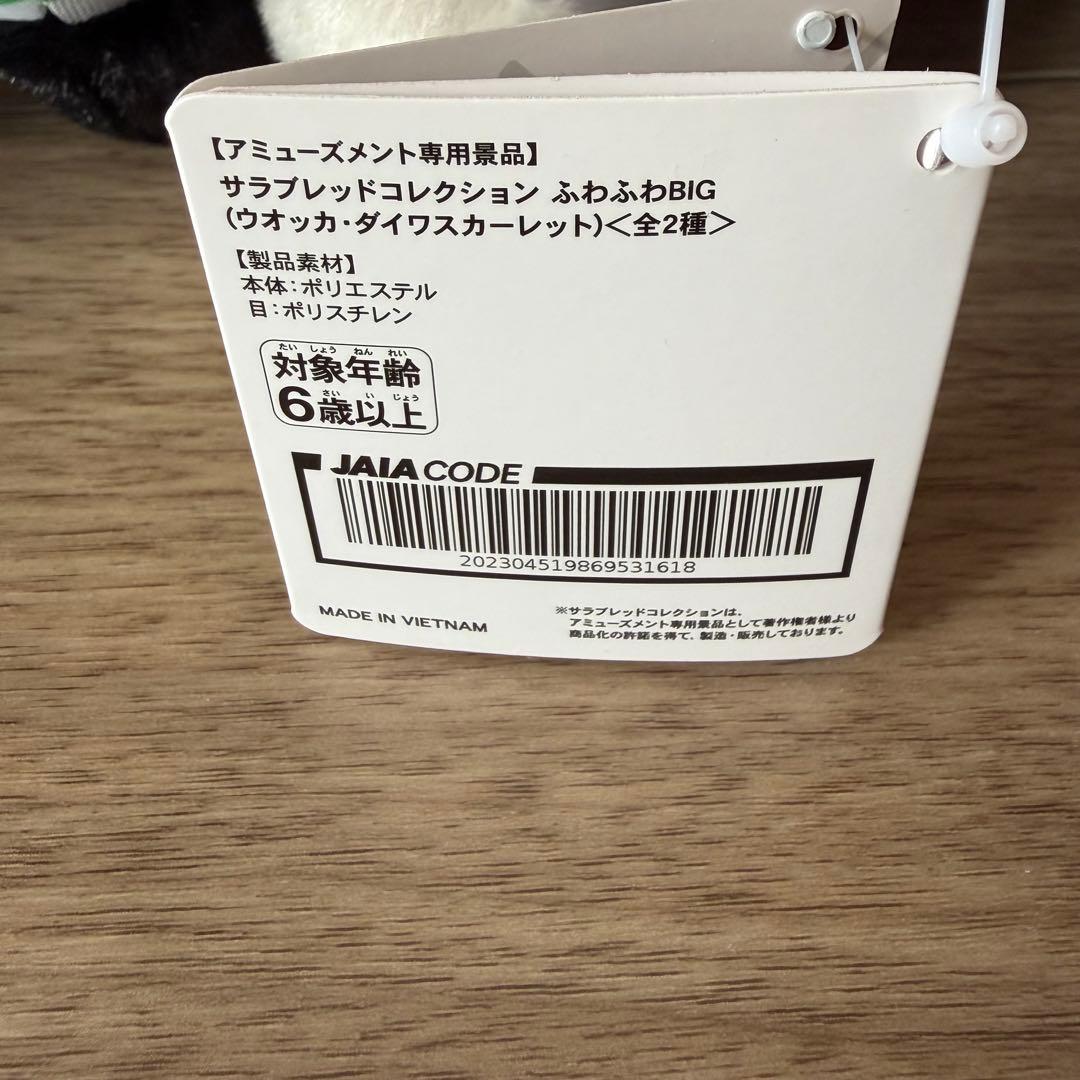 【アミューズメント専用景品】
サラブレッドコレクション ふわふわBIG
(ウオッカ・ダイワスカーレット)＜全2種＞
【製品素材】
本体：ポリエステル
目：ポリスチレン
たい しょう ねん れい
対象年齢
さい い じょう
6歳以上
JAIA CODE
202304519869531618
MADE IN VIETNAM
※サラブレッドコレクションは、
アミューズメント専用景品として著作権者様より
商品化の許諾を得て、製造・販売しております。